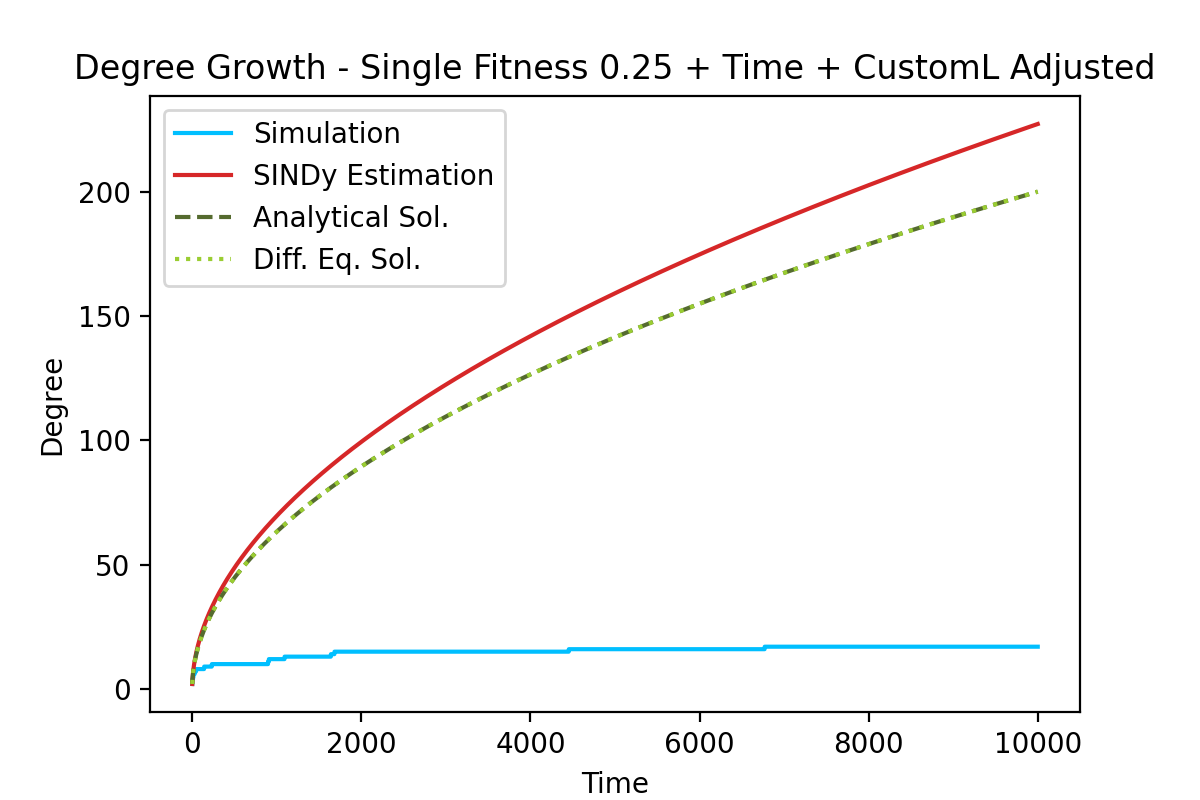 Degree Growth - Single Fitness 0.25 + Time + CustomL Adjusted
Simulation
SINDy Estimation
Analytical Sol.
Diff. Eq. Sol.
Degree
200
150
100
50
0
0 2000 4000 6000 8000 10000
Time